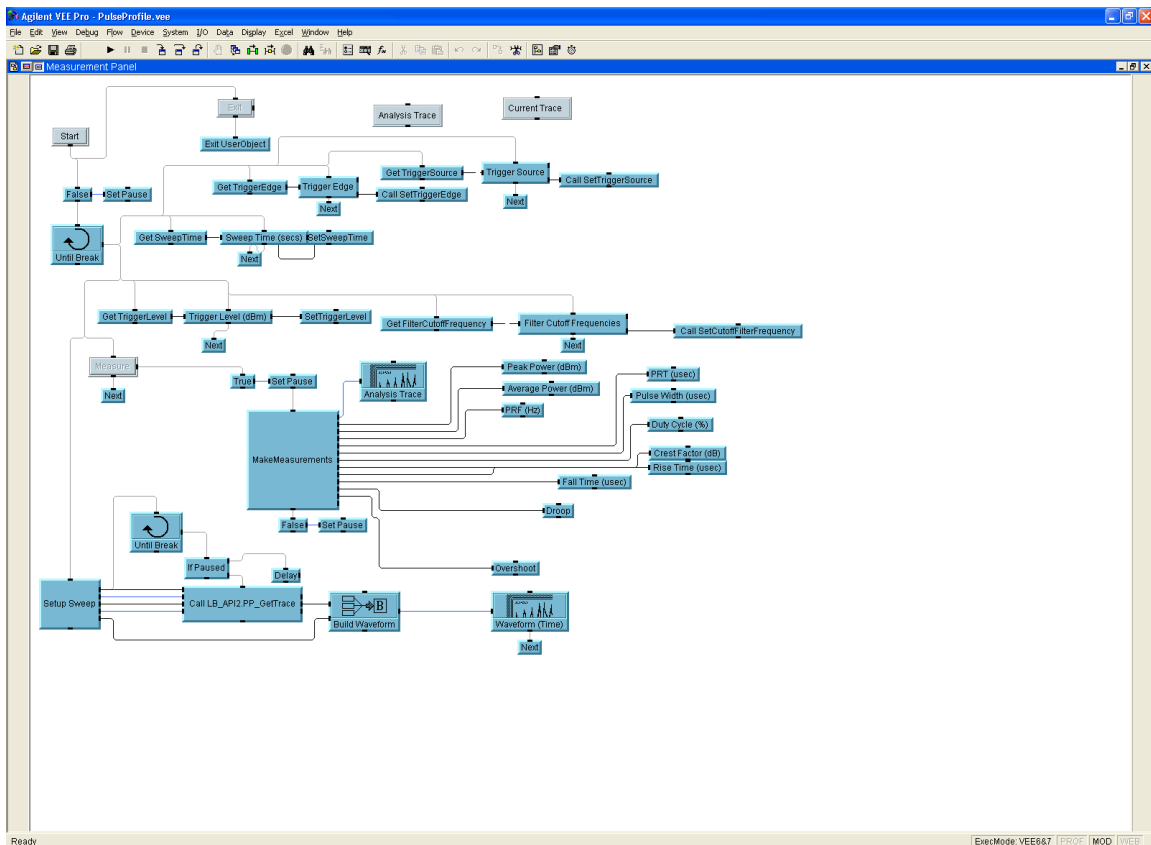 Agilent VEE Pro - PulseProfile.vee
File Edit View Debug Flow Device System I/O Data Display Excel Window Help
Measurement Panel
Exit
Analysis Trace
Current Trace
Start
Exit UserObject
Get TriggerSource
Trigger Source
Call SetTriggerSource
Get TriggerEdge
Trigger Edge
Call SetTriggerEdge
False
Set Pause
Next
Next
Get SweepTime
Sweep Time (secs)
SetSweepTime
Until Break
Next
Get TriggerLevel
Trigger Level (dBm)
SetTriggerLevel
Get FilterCutoffFrequency
Filter Cutoff Frequencies
Call SetCutoffFilterFrequency
Next
Next
Measure
True
Set Pause
Analysis Trace
Next
Peak Power (dBm)
Average Power (dBm)
PRF (Hz)
PRT (usec)
Pulse Width (usec)
Duty Cycle (%)
MakeMeasurements
Crest Factor (dB)
Rise Time (usec)
Fall Time (usec)
Droop
False
Set Pause
Until Break
If Paused
Delay
Overshoot
Setup Sweep
Call LB_API2.PP_GetTrace
B
Build Waveform
Waveform (Time)
Next
Ready
ExecMode: VEE6&7 PROF MOD WEB